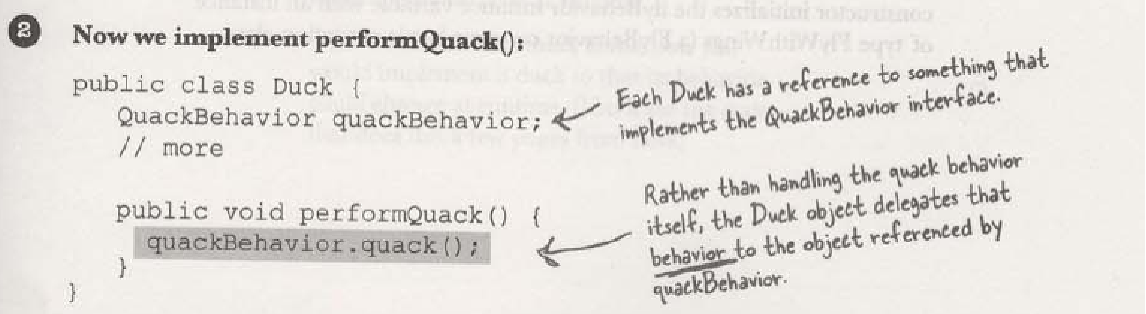 2 Now we implement performQuack():
public class Duck {
QuackBehavior quackBehavior;
// more
Each Duck has a reference to something that
implements the QuackBehavior interface.
public void performQuack() {
quackBehavior.quack();
}
}
Rather than handling the quack behavior
itself, the Duck object delegates that
behavior to the object referenced by
quackBehavior.